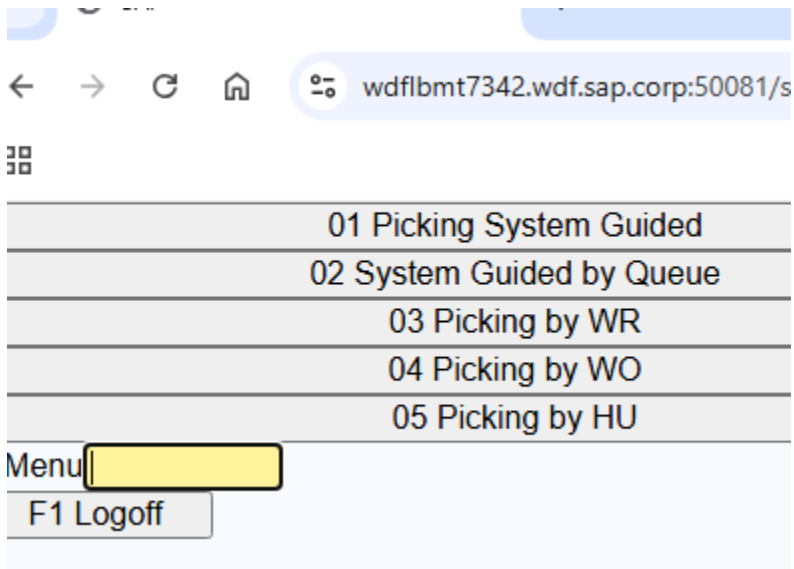 wdflbmt7342.wdf.sap.corp:50081/s
01 Picking System Guided
02 System Guided by Queue
03 Picking by WR
04 Picking by WO
05 Picking by HU
Menu
F1 Logoff